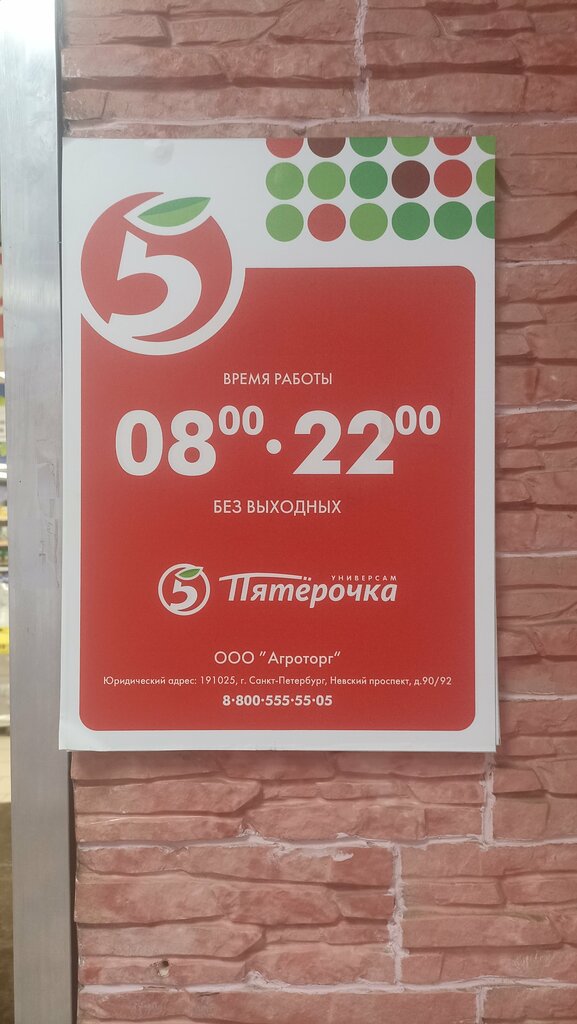 5
ВРЕМЯ РАБОТЫ
08⁰⁰·22⁰⁰
БЕЗ ВЫХОДНЫХ
5 УНИВЕРСАМ
Пятёрочка
ООО "Агроторг"
Юридический адрес: 191025, г. Санкт-Петербург, Невский проспект, д.90/92
8·800·555·55·05